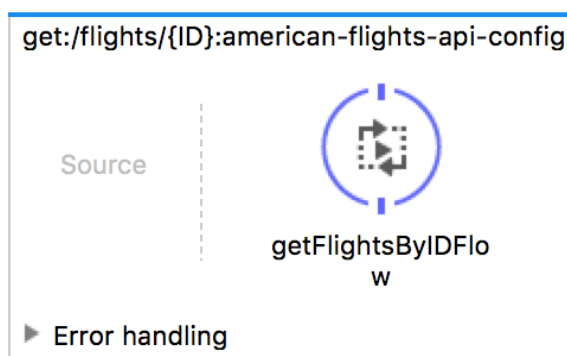 get:/flights/{ID}:american-flights-api-config
Source
getFlightsByIDFlo
w
Error handling